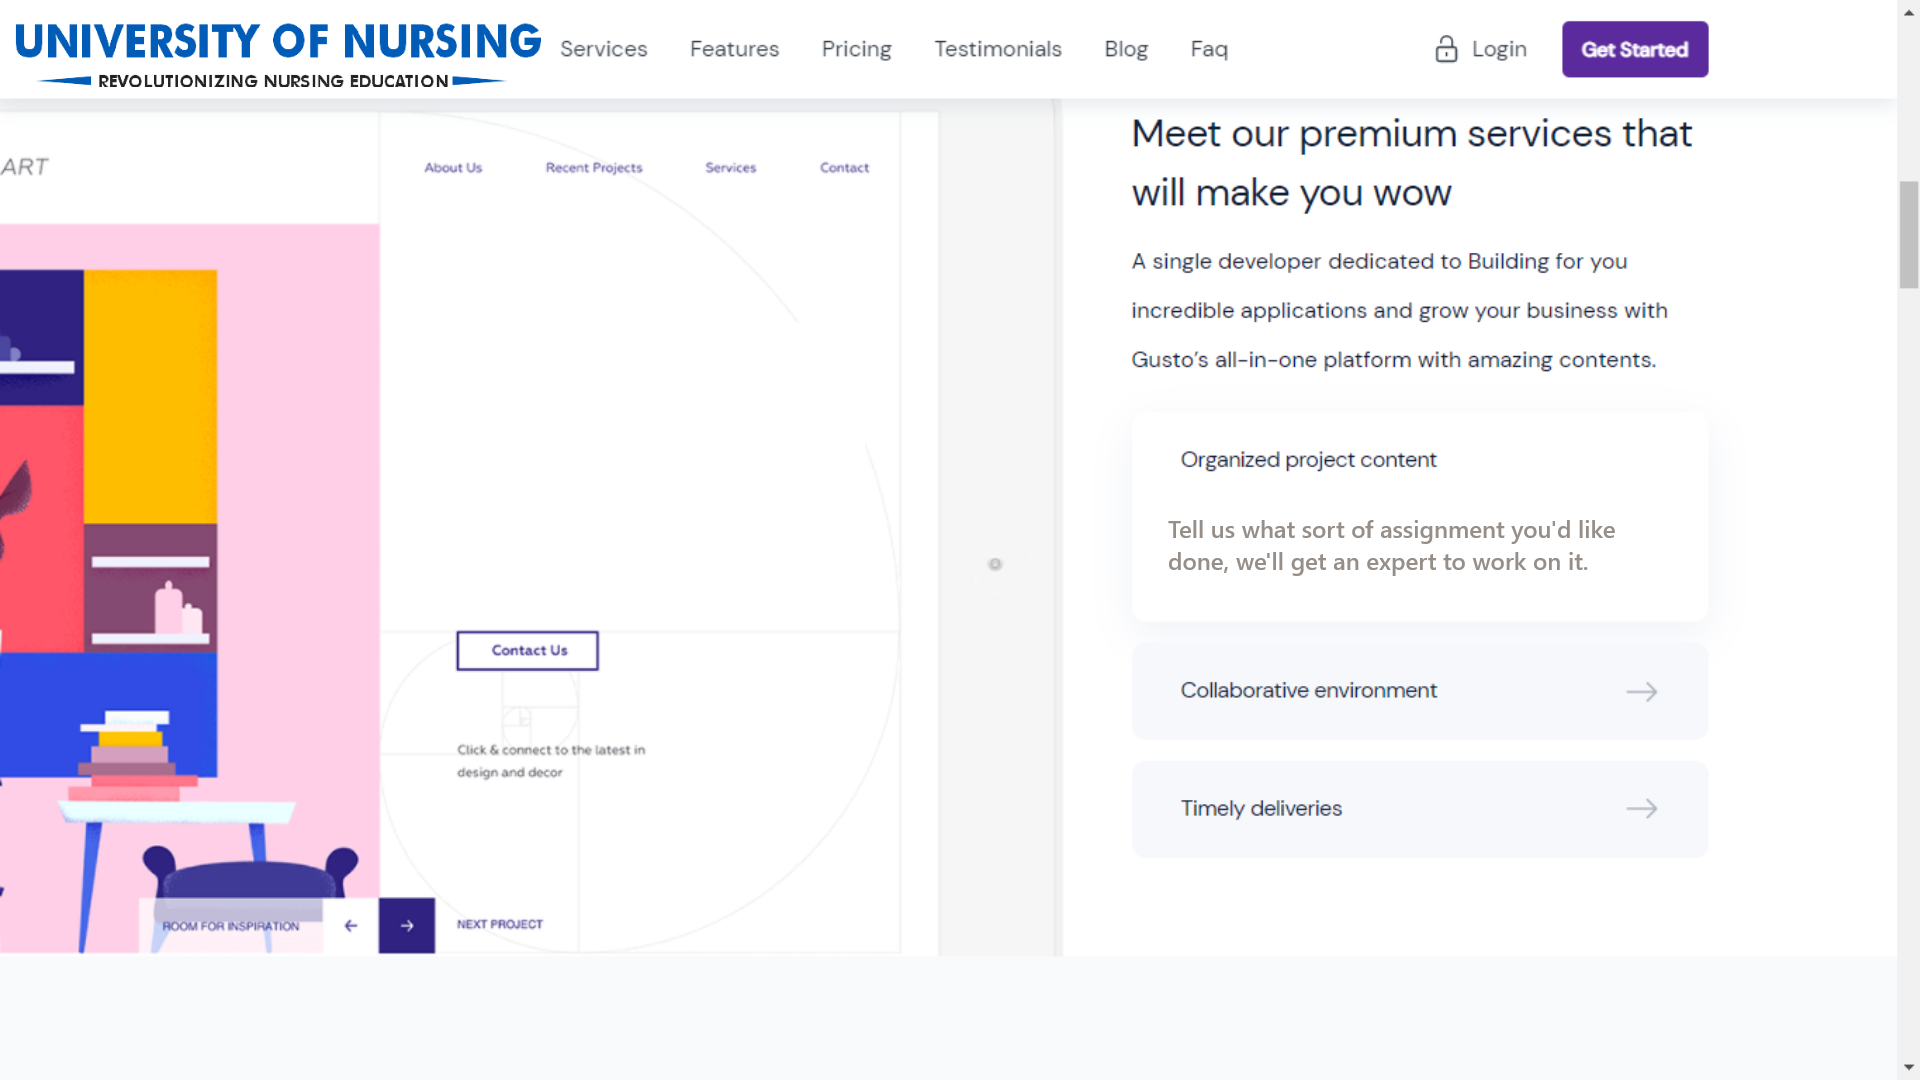 UNIVERSITY OF NURSING
REVOLUTIONIZING NURSING EDUCATION
Services
Features
Pricing
Testimonials
Blog
Faq
Login
Get Started
ART
About Us
Recent Projects
Services
Contact
Contact Us
Click & connect to the latest in
design and decor
ROOM FOR INSPIRATION
NEXT PROJECT
Meet our premium services that
will make you wow
A single developer dedicated to Building for you
incredible applications and grow your business with
Gusto’s all-in-one platform with amazing contents.
Organized project content
Tell us what sort of assignment you'd like
done, we'll get an expert to work on it.
Collaborative environment
Timely deliveries